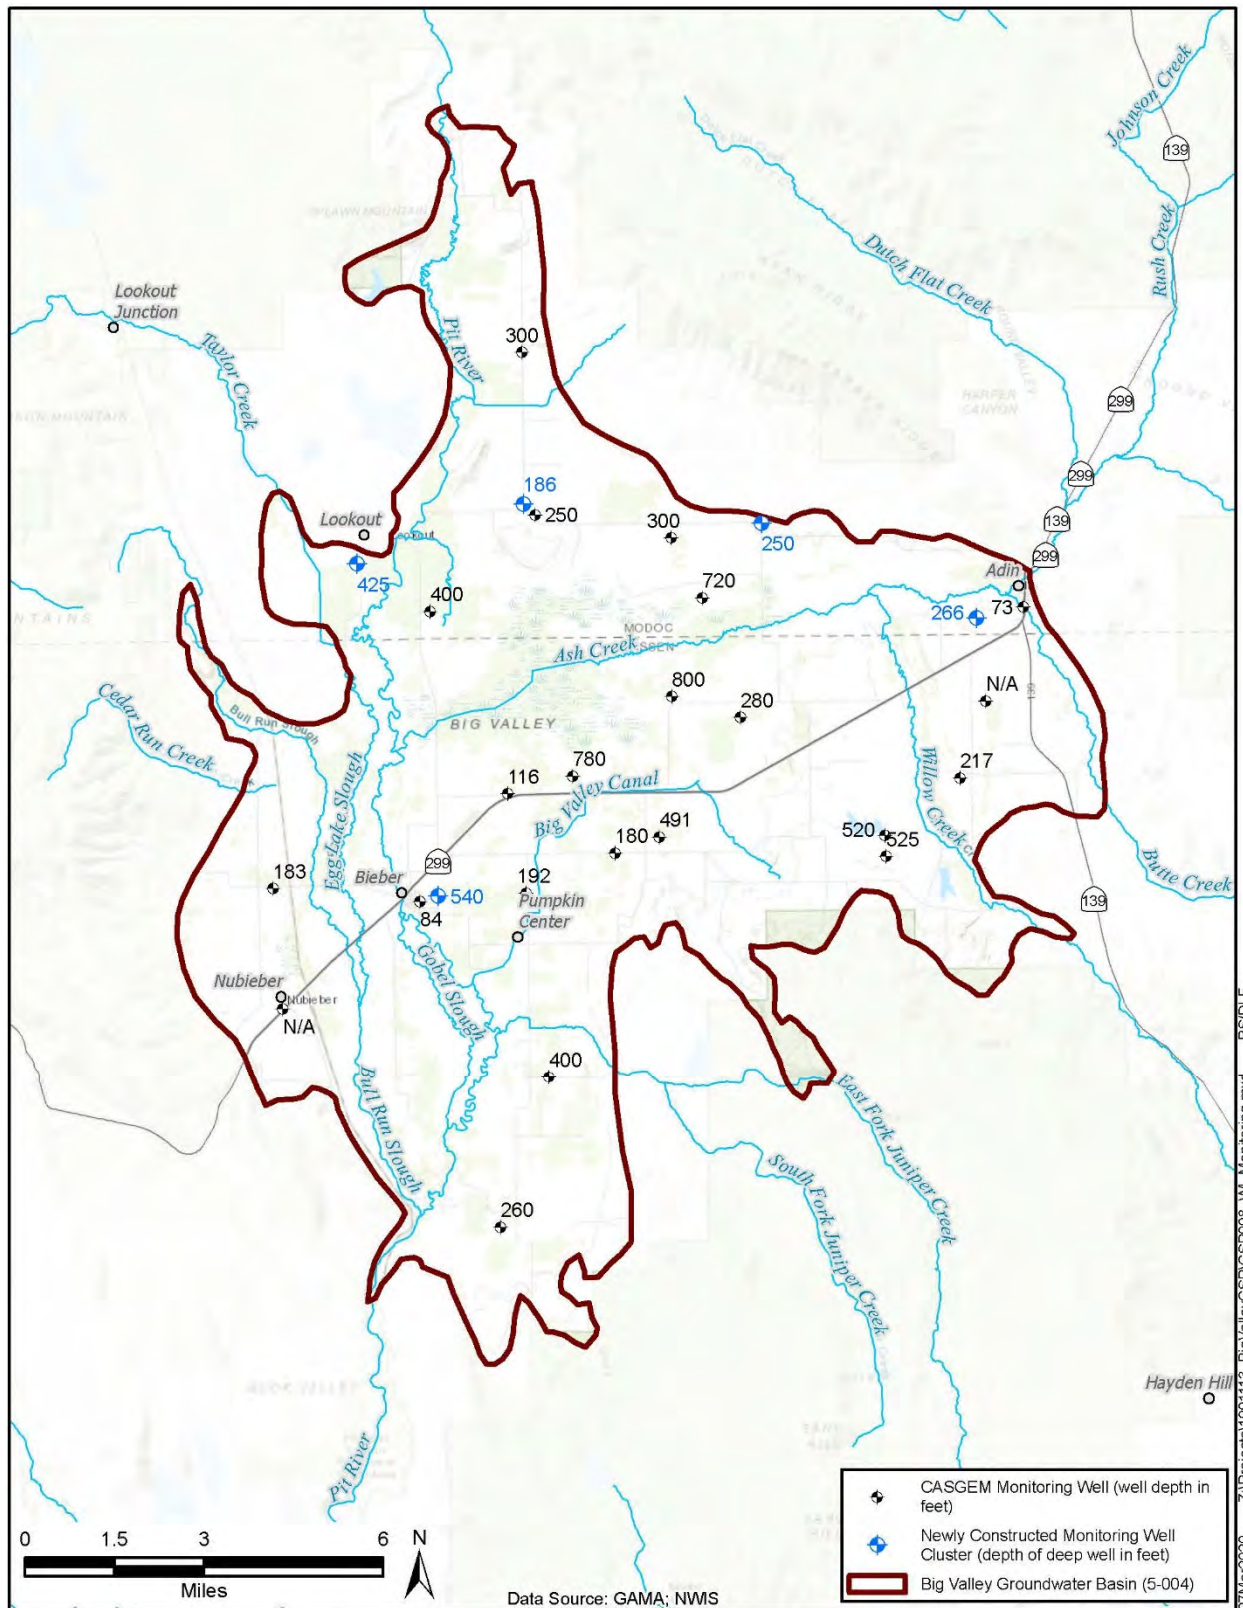 Johnson Creek
139
Dutch Flat Creek
Rush Creek
Lookout
Junction
Taylor Creek
Pit River
300
299
HARPER
CANYON
299
186
250
300
250
139
299
Lookout
425
400
720
Adin
73
266
MODOC
LASSEN
Ash Creek
800
280
N/A
BIG VALLEY
Bull Run Slough
Cedar Run Creek
139
780
116
Big Valley Canal
217
Willow Creek
Egg Lake Slough
180
491
520
525
299
183
Bieber
540
84
192
Pumpkin
Center
Butte Creek
139
Gobel Slough
Nubieber
Nubieber
N/A
400
Bull Run Slough
East Fork Juniper Creek
South Fork Juniper Creek
260
Hayden Hill
Pit River
CASGEM Monitoring Well (well depth in
feet)
Newly Constructed Monitoring Well
Cluster (depth of deep well in feet)
Big Valley Groundwater Basin (5-004)
0 1.5 3 6
Miles
N
Data Source: GAMA; NWIS